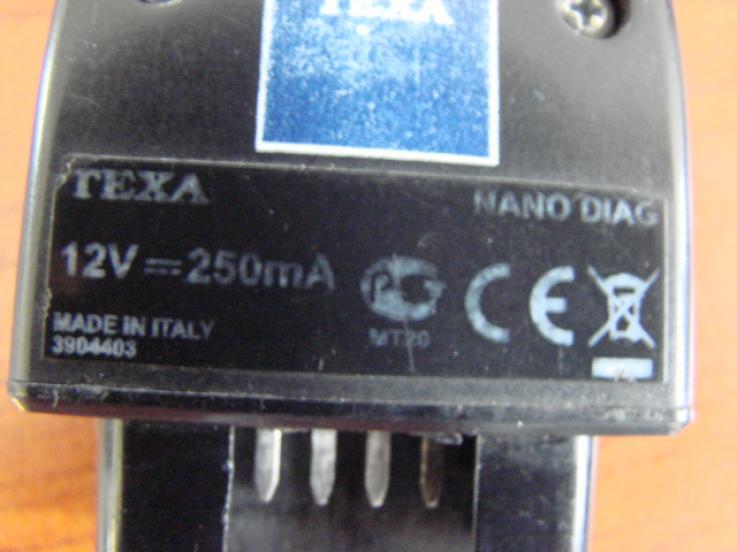 TEXA
TEXA
NANO DIAG
12V 250mA
MT20
CE
MADE IN ITALY
3904403